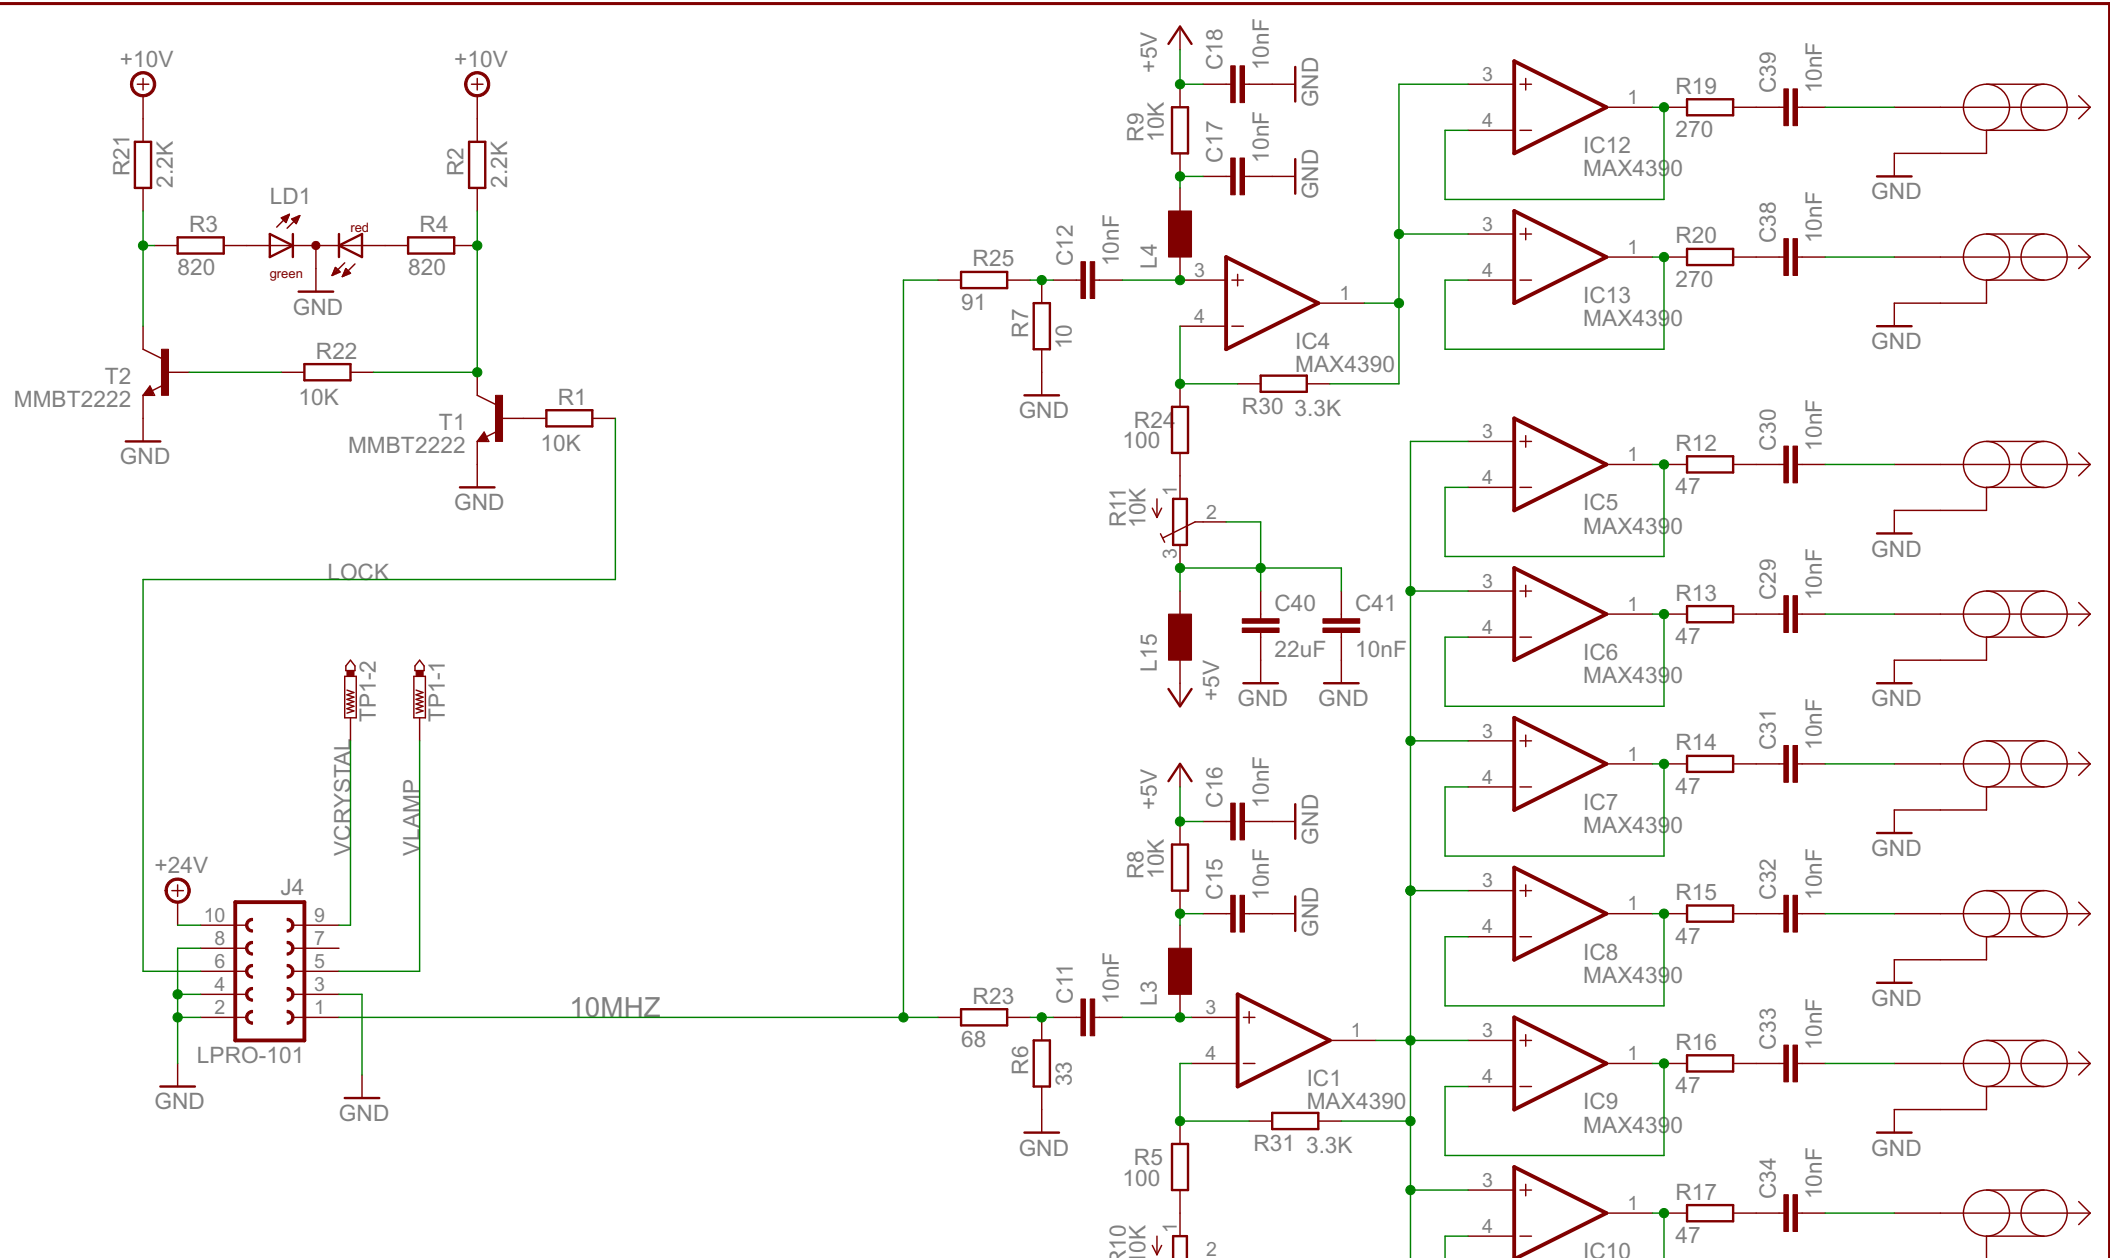 +10V
+10V
R21
2.2K
R2
2.2K
LD1
R3
820
green
red
R4
820
GND
R22
10K
T2
MMBT2222
GND
T1
MMBT2222
GND
R1
10K
LOCK
TP1-2
TP1-1
VCRYSTAL
VLAMP
+24V
J4
10
9
8
7
6
5
4
3
2
1
LPRO-101
GND
GND
10MHZ
+5V
C18
10nF
GND
R9
10K
C17
10nF
GND
L4
R25
91
C12
10nF
R7
10
GND
3
4
1
IC4
MAX4390
R30
3.3K
R24
100
R11
10K
1
2
3
C40
22uF
GND
C41
10nF
GND
L15
+5V
+5V
C16
10nF
GND
R8
10K
C15
10nF
GND
L3
R23
68
C11
10nF
R6
33
GND
3
4
1
IC1
MAX4390
R31
3.3K
R5
100
R10
10K
1
2
3
4
1
IC12
MAX4390
R19
270
C39
10nF
GND
3
4
1
IC13
MAX4390
R20
270
C38
10nF
GND
3
4
1
IC5
MAX4390
R12
47
C30
10nF
GND
3
4
1
IC6
MAX4390
R13
47
C29
10nF
GND
3
4
1
IC7
MAX4390
R14
47
C31
10nF
GND
3
4
1
IC8
MAX4390
R15
47
C32
10nF
GND
3
4
1
IC9
MAX4390
R16
47
C33
10nF
GND
3
4
1
IC10
R17
47
C34
10nF